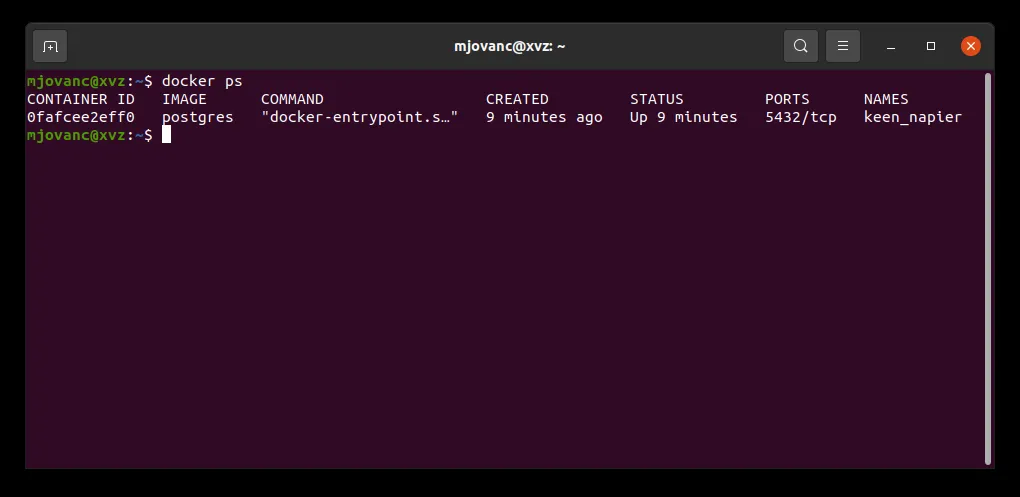 mjovanc@xvz: ~
mjovanc@xvz:~$ docker ps
CONTAINER ID   IMAGE      COMMAND                  CREATED         STATUS         PORTS      NAMES
0fafcee2eff0   postgres   "docker-entrypoint.s…"   9 minutes ago   Up 9 minutes   5432/tcp   keen_napier
mjovanc@xvz:~$